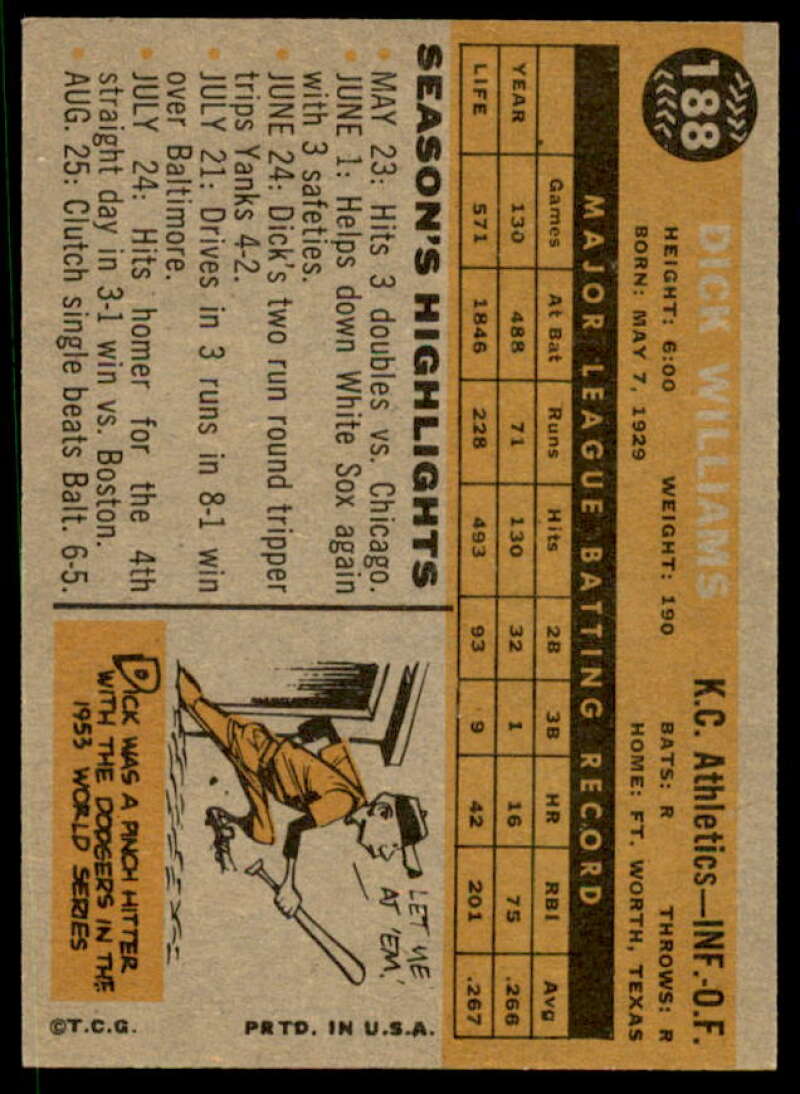 188
DICK WILLIAMS
K.C. Athletics—INF.-O.F.
HEIGHT: 6:00 WEIGHT: 190 BATS: R THROWS: R
BORN: MAY 7, 1929 HOME: FT. WORTH, TEXAS
MAJOR LEAGUE BATTING RECORD
Games At Bat Runs Hits 2B 3B HR RBI Avg
YEAR 130 488 71 130 32 1 16 75 .266
LIFE 571 1846 228 493 93 9 42 201 .267
SEASON'S HIGHLIGHTS
• MAY 23: Hits 3 doubles vs. Chicago.
• JUNE 1: Helps down White Sox again
with 3 safeties.
• JUNE 24: Dick's two run round tripper
trips Yanks 4-2.
• JULY 21: Drives in 3 runs in 8-1 win
over Baltimore.
• JULY 24: Hits homer for the 4th
straight day in 3-1 win vs. Boston.
• AUG. 25: Clutch single beats Balt. 6-5.
LET ME
AT 'EM!
DICK WAS A PINCH HITTER
WITH THE DODGERS IN THE
1953 WORLD SERIES
©T.C.G. PRTD. IN U.S.A.